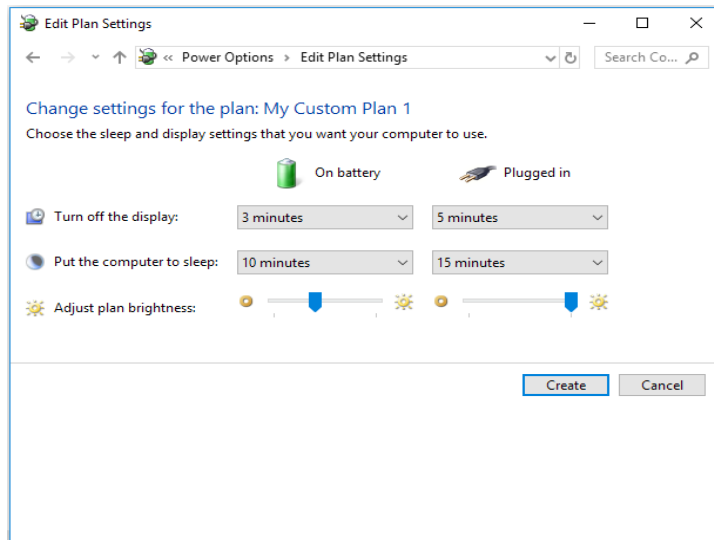 Edit Plan Settings
« Power Options › Edit Plan Settings
Search Co...
Change settings for the plan: My Custom Plan 1
Choose the sleep and display settings that you want your computer to use.
On battery Plugged in
Turn off the display: 3 minutes 5 minutes
Put the computer to sleep: 10 minutes 15 minutes
Adjust plan brightness:
Create Cancel